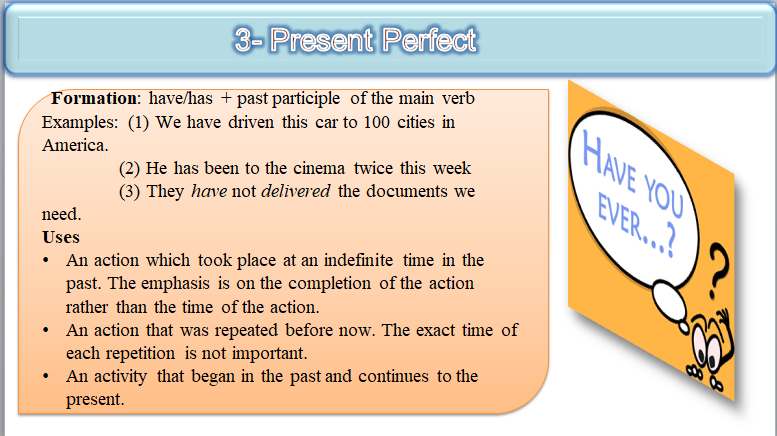 3- Present Perfect
Formation: have/has + past participle of the main verb
Examples: (1) We have driven this car to 100 cities in
America.
(2) He has been to the cinema twice this week
(3) They have not delivered the documents we
need.
Uses
• An action which took place at an indefinite time in the
past. The emphasis is on the completion of the action
rather than the time of the action.
• An action that was repeated before now. The exact time of
each repetition is not important.
• An activity that began in the past and continues to the
present.
HAVE YOU
EVER...?
?